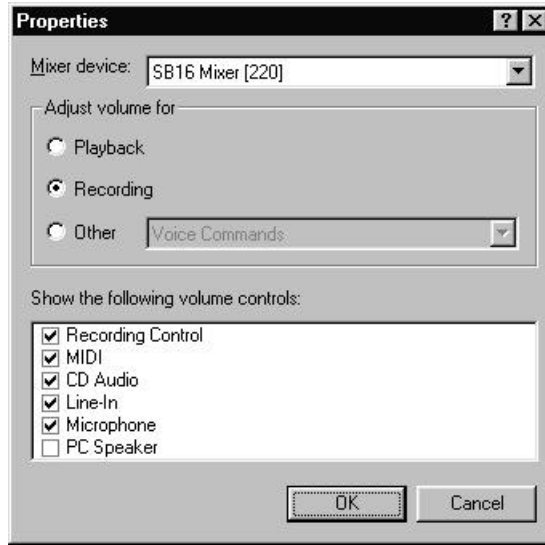 Properties
Mixer device: SB16 Mixer [220]
Adjust volume for
Playback
Recording
Other Voice Commands
Show the following volume controls:
Recording Control
MIDI
CD Audio
Line-In
Microphone
PC Speaker
OK Cancel